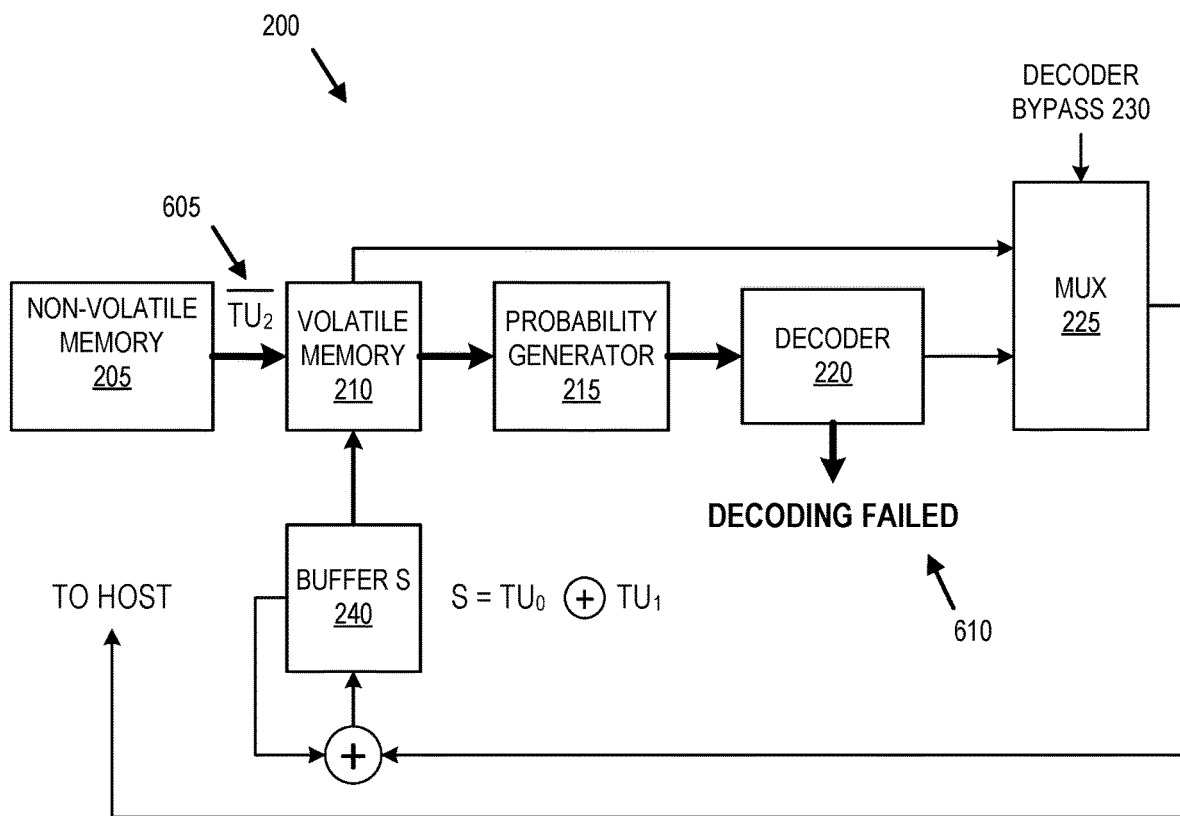 200
DECODER
BYPASS 230
605
TU₂
NON-VOLATILE
MEMORY
205
VOLATILE
MEMORY
210
PROBABILITY
GENERATOR
215
DECODER
220
MUX
225
DECODING FAILED
610
BUFFER S
240
S = TU₀ ⊕ TU₁
TO HOST
+